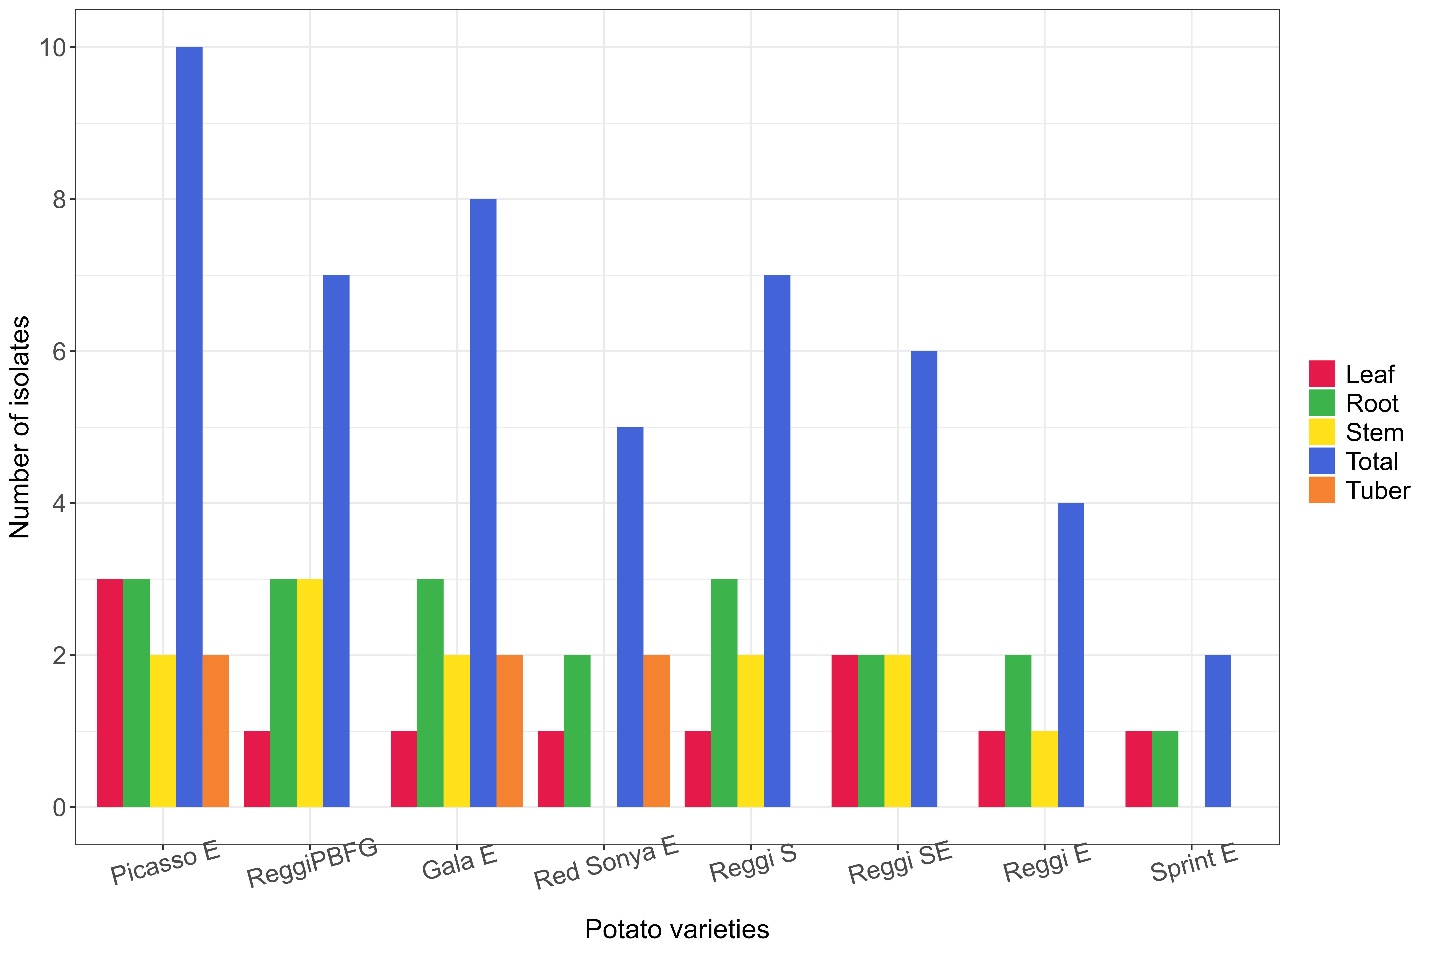 10
8
6
4
2
0
Number of isolates
Picasso E
ReggiPBFG
Gala E
Red Sonya E
Reggi S
Reggi SE
Reggi E
Sprint E
Potato varieties
Leaf
Root
Stem
Total
Tuber